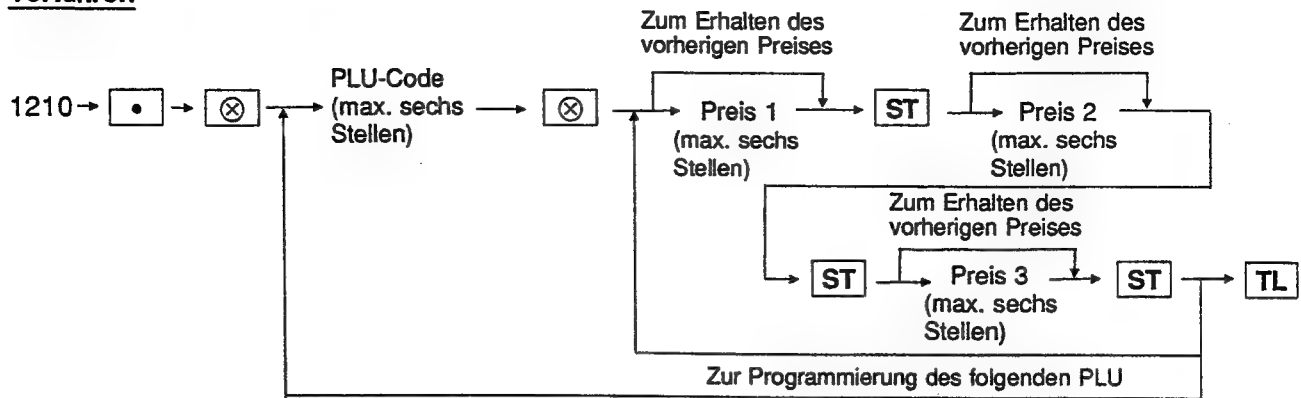 Zum Erhalten des
vorherigen Preises
Zum Erhalten des
vorherigen Preises
1210
PLU-Code
(max. sechs
Stellen)
Preis 1
(max. sechs
Stellen)
ST
Preis 2
(max. sechs
Stellen)
Zum Erhalten des
vorherigen Preises
ST
Preis 3
(max. sechs
Stellen)
ST
TL
Zur Programmierung des folgenden PLU